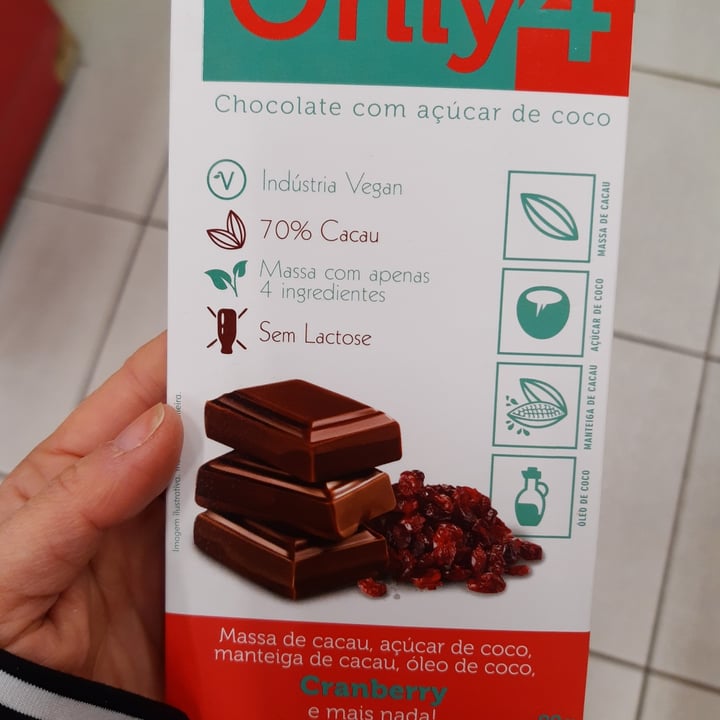 Only4
Chocolate com açúcar de coco
Indústria Vegan
70% Cacau
Massa com apenas
4 ingredientes
Sem Lactose
MASSA DE CACAU
AÇÚCAR DE COCO
MANTEIGA DE CACAU
ÓLEO DE COCO
Imagem ilustrativa.
Massa de cacau, açúcar de coco,
manteiga de cacau, óleo de coco,
Cranberry
e mais nada!